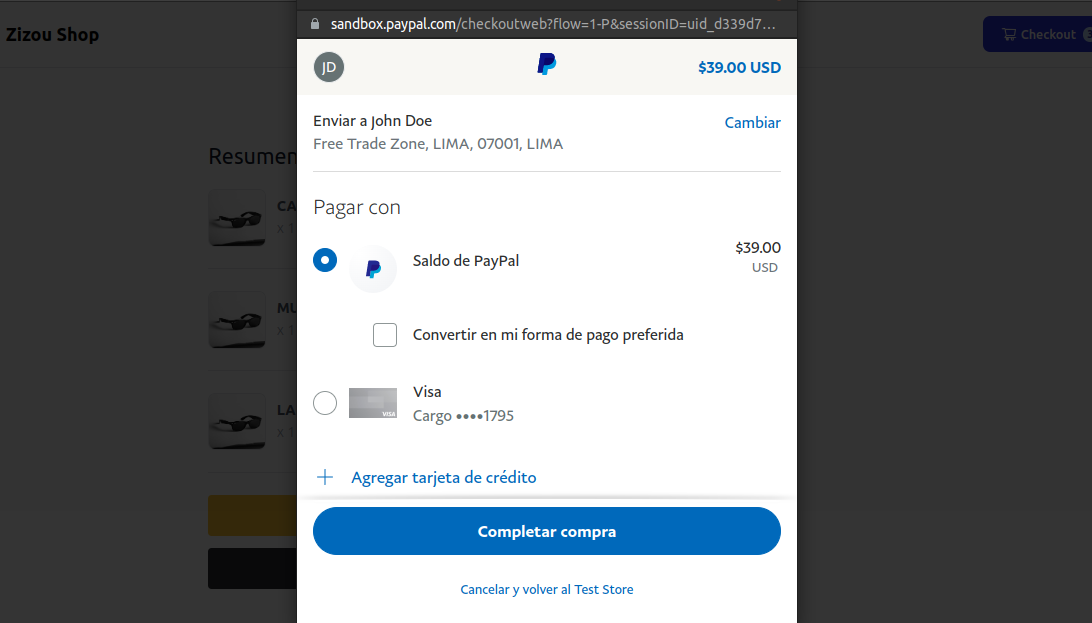 sandbox.paypal.com/checkoutweb?flow=1-P&sessionID=uid_d339d7...
Zizou Shop
Checkout 3
JD
$39.00 USD
Enviar a John Doe
Cambiar
Free Trade Zone, LIMA, 07001, LIMA
Resumen
Pagar con
CA
x 1
Saldo de PayPal
$39.00
USD
MU
x 1
Convertir en mi forma de pago preferida
Visa
VISA
Cargo ••••1795
LA
x 1
Agregar tarjeta de crédito
Completar compra
Cancelar y volver al Test Store